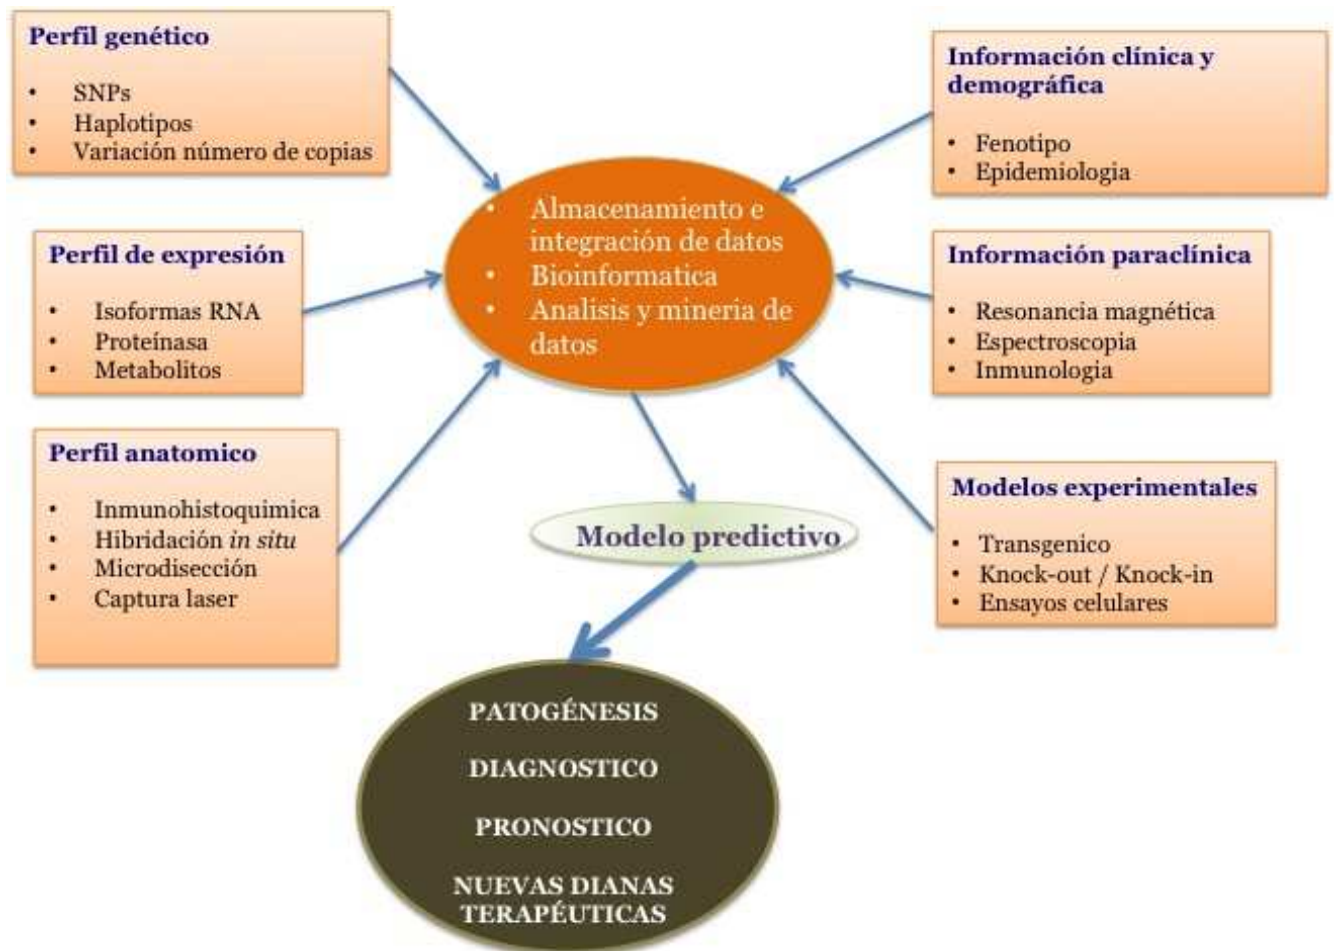 Perfil genético
• SNPs
• Haplotipos
• Variación número de copias
Perfil de expresión
• Isoformas RNA
• Proteínasa
• Metabolitos
Perfil anatomico
• Inmunohistoquimica
• Hibridación in situ
• Microdisección
• Captura laser
• Almacenamiento e
integración de datos
• Bioinformatica
• Analisis y mineria de
datos
Información clínica y
demográfica
• Fenotipo
• Epidemiologia
Información paraclínica
• Resonancia magnética
• Espectroscopia
• Inmunologia
Modelos experimentales
• Transgenico
• Knock-out / Knock-in
• Ensayos celulares
Modelo predictivo
PATOGÉNESIS
DIAGNOSTICO
PRONOSTICO
NUEVAS DIANAS
TERAPÉUTICAS